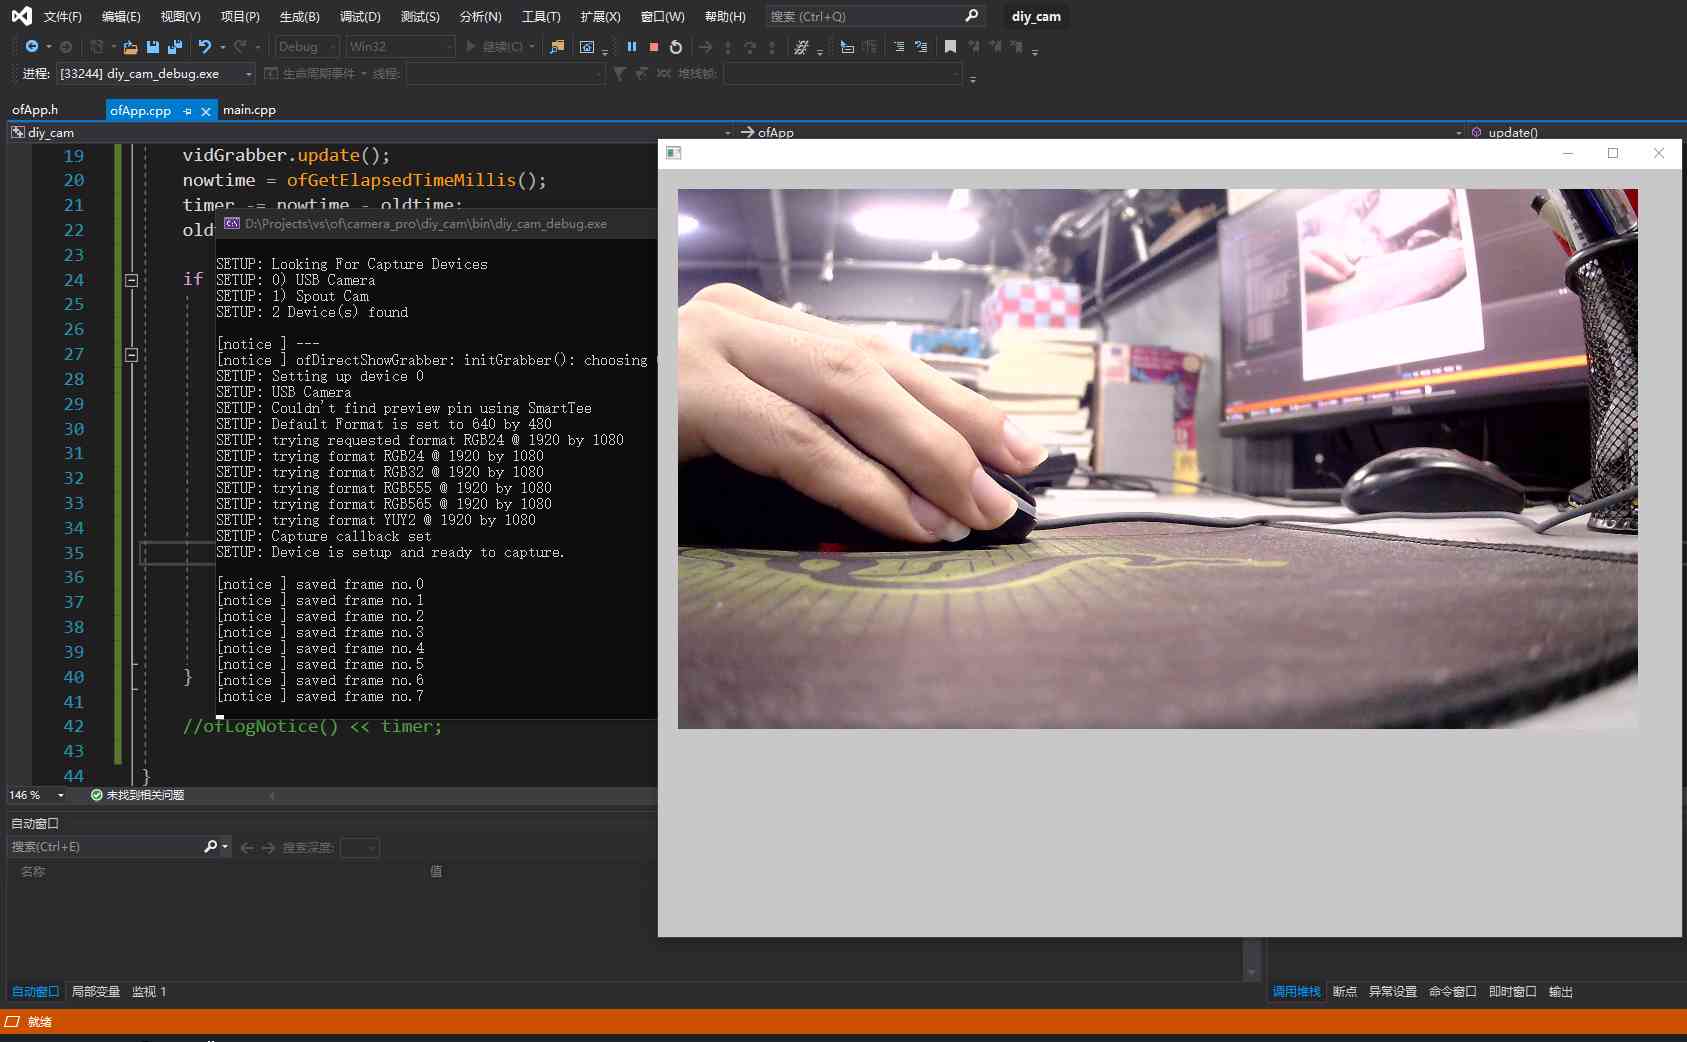 文件(F) 编辑(E) 视图(V) 项目(P) 生成(B) 调试(D) 测试(S) 分析(N) 工具(T) 扩展(X) 窗口(W) 帮助(H) 搜索 (Ctrl+Q) diy_cam
Debug Win32 继续(C)
进程: [33244] diy_cam_debug.exe 生命周期事件 线程: 堆栈帧:
ofApp.h ofApp.cpp main.cpp
diy_cam ofApp update()
19 vidGrabber.update();
20 nowtime = ofGetElapsedTimeMillis();
21 timer -= nowtime - oldtime;
22 old
23
24 if
25
26
27
28
29
30
31
32
33
34
35
36
37
38
39
40 }
41
42 //ofLogNotice() << timer;
43
44 }
D:\Projects\vs\of\camera_pro\diy_cam\bin\diy_cam_debug.exe
SETUP: Looking For Capture Devices
SETUP: 0) USB Camera
SETUP: 1) Spout Cam
SETUP: 2 Device(s) found
[notice ] ---
[notice ] ofDirectShowGrabber: initGrabber(): choosing
SETUP: Setting up device 0
SETUP: USB Camera
SETUP: Couldn't find preview pin using SmartTee
SETUP: Default Format is set to 640 by 480
SETUP: trying requested format RGB24 @ 1920 by 1080
SETUP: trying format RGB24 @ 1920 by 1080
SETUP: trying format RGB32 @ 1920 by 1080
SETUP: trying format RGB555 @ 1920 by 1080
SETUP: trying format RGB565 @ 1920 by 1080
SETUP: trying format YUY2 @ 1920 by 1080
SETUP: Capture callback set
SETUP: Device is setup and ready to capture.
[notice ] saved frame no.0
[notice ] saved frame no.1
[notice ] saved frame no.2
[notice ] saved frame no.3
[notice ] saved frame no.4
[notice ] saved frame no.5
[notice ] saved frame no.6
[notice ] saved frame no.7
DELL
146 % 未找到相关问题
自动窗口
搜索(Ctrl+E) 搜索深度:
名称 值
自动窗口 局部变量 监视 1
调用堆栈 断点 异常设置 命令窗口 即时窗口 输出
就绪